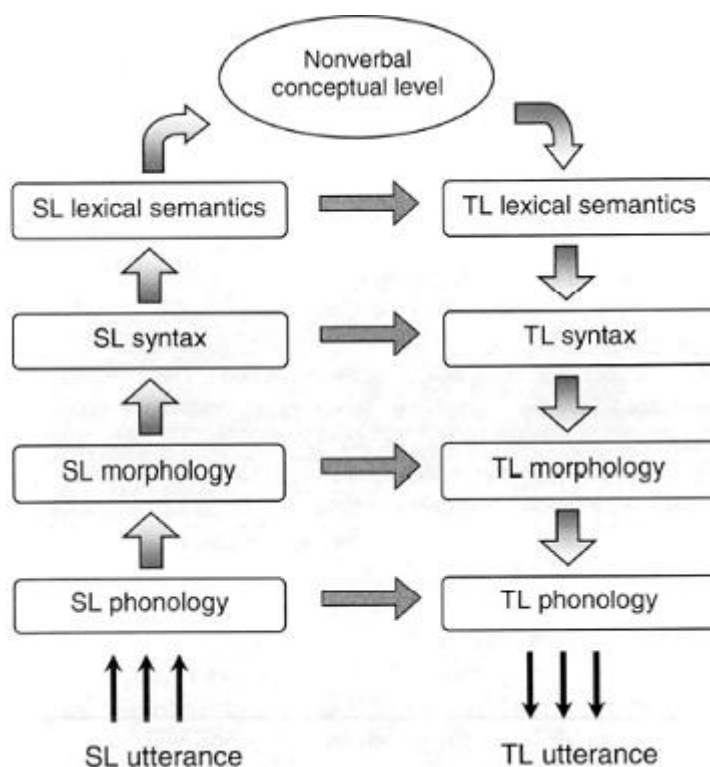 Nonverbal
conceptual level
SL lexical semantics
TL lexical semantics
SL syntax
TL syntax
SL morphology
TL morphology
SL phonology
TL phonology
SL utterance
TL utterance